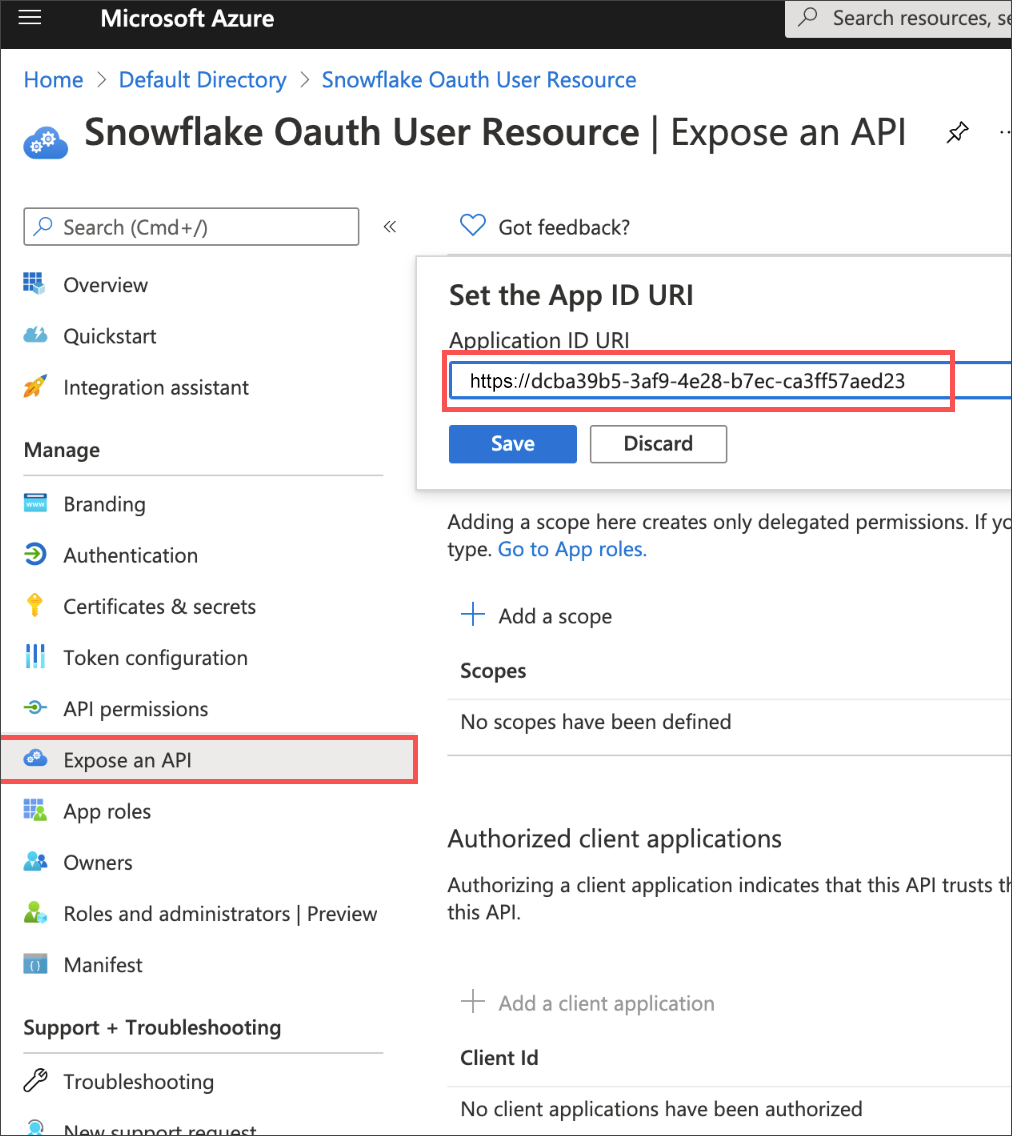 Microsoft Azure
Search resources, se
Home > Default Directory > Snowflake Oauth User Resource
Snowflake Oauth User Resource | Expose an API
Search (Cmd+/)
«
Got feedback?
Overview
Quickstart
Integration assistant
Manage
Branding
Authentication
Certificates & secrets
Token configuration
API permissions
Expose an API
App roles
Owners
Roles and administrators | Preview
Manifest
Support + Troubleshooting
Troubleshooting
New support request
Set the App ID URI
Application ID URI
https://dcba39b5-3af9-4e28-b7ec-ca3ff57aed23
Save
Discard
Adding a scope here creates only delegated permissions. If yo
type. Go to App roles.
Add a scope
Scopes
No scopes have been defined
Authorized client applications
Authorizing a client application indicates that this API trusts th
this API.
Add a client application
Client Id
No client applications have been authorized